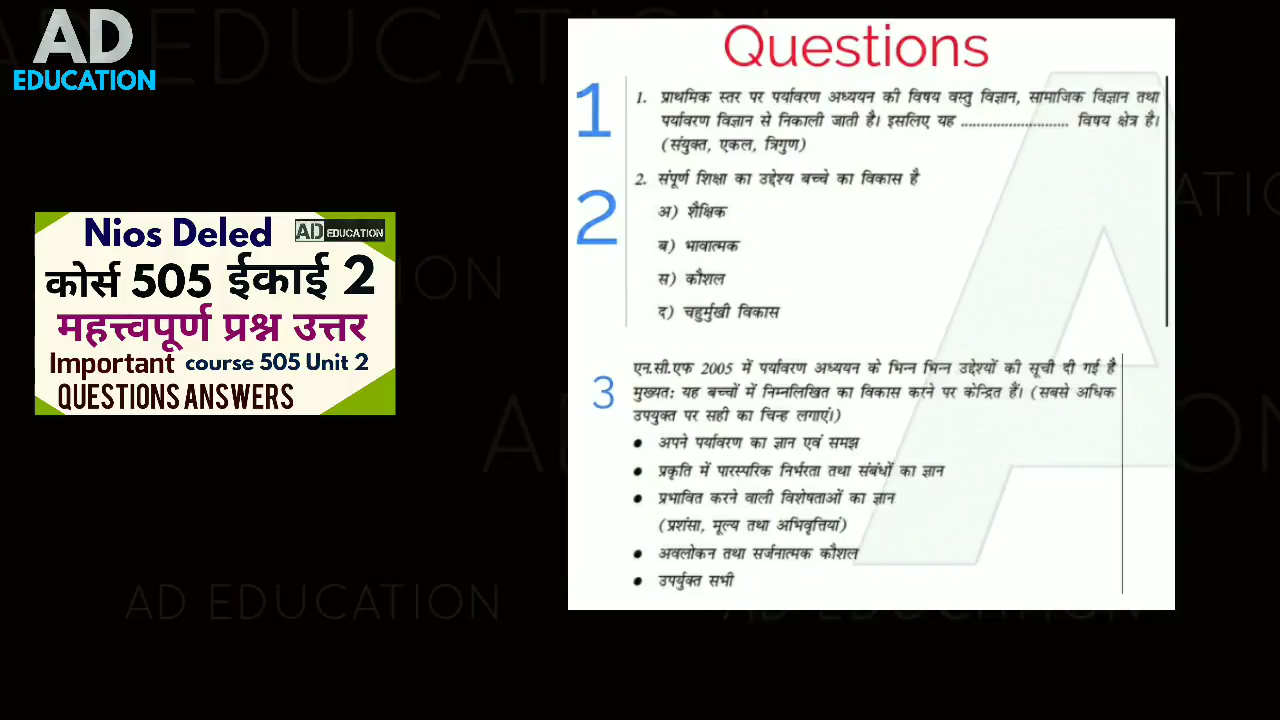 AD
EDUCATION
Nios Deled
AD EDUCATION
कोर्स 505 ईकाई 2
महत्त्वपूर्ण प्रश्न उत्तर
Important course 505 Unit 2
QUESTIONS ANSWERS
Questions
1
1. प्राथमिक स्तर पर पर्यावरण अध्ययन की विषय वस्तु विज्ञान, सामाजिक विज्ञान तथा
पर्यावरण विज्ञान से निकाली जाती है। इसलिए यह ........................... विषय क्षेत्र है।
(संयुक्त, एकल, त्रिगुण)
2
2. संपूर्ण शिक्षा का उद्देश्य बच्चे का विकास है
अ) शैक्षिक
ब) भावात्मक
स) कौशल
द) चहुर्मुखी विकास
3
एन.सी.एफ 2005 में पर्यावरण अध्ययन के भिन्न भिन्न उद्देश्यों की सूची दी गई है
मुख्यत: यह बच्चों में निम्नलिखित का विकास करने पर केन्द्रित हैं। (सबसे अधिक
उपयुक्त पर सही का चिन्ह लगाएं।)
• अपने पर्यावरण का ज्ञान एवं समझ
• प्रकृति में पारस्परिक निर्भरता तथा संबंधों का ज्ञान
• प्रभावित करने वाली विशेषताओं का ज्ञान
(प्रशंसा, मूल्य तथा अभिवृत्तियां)
• अवलोकन तथा सर्जनात्मक कौशल
• उपर्युक्त सभी
AD EDUCATION